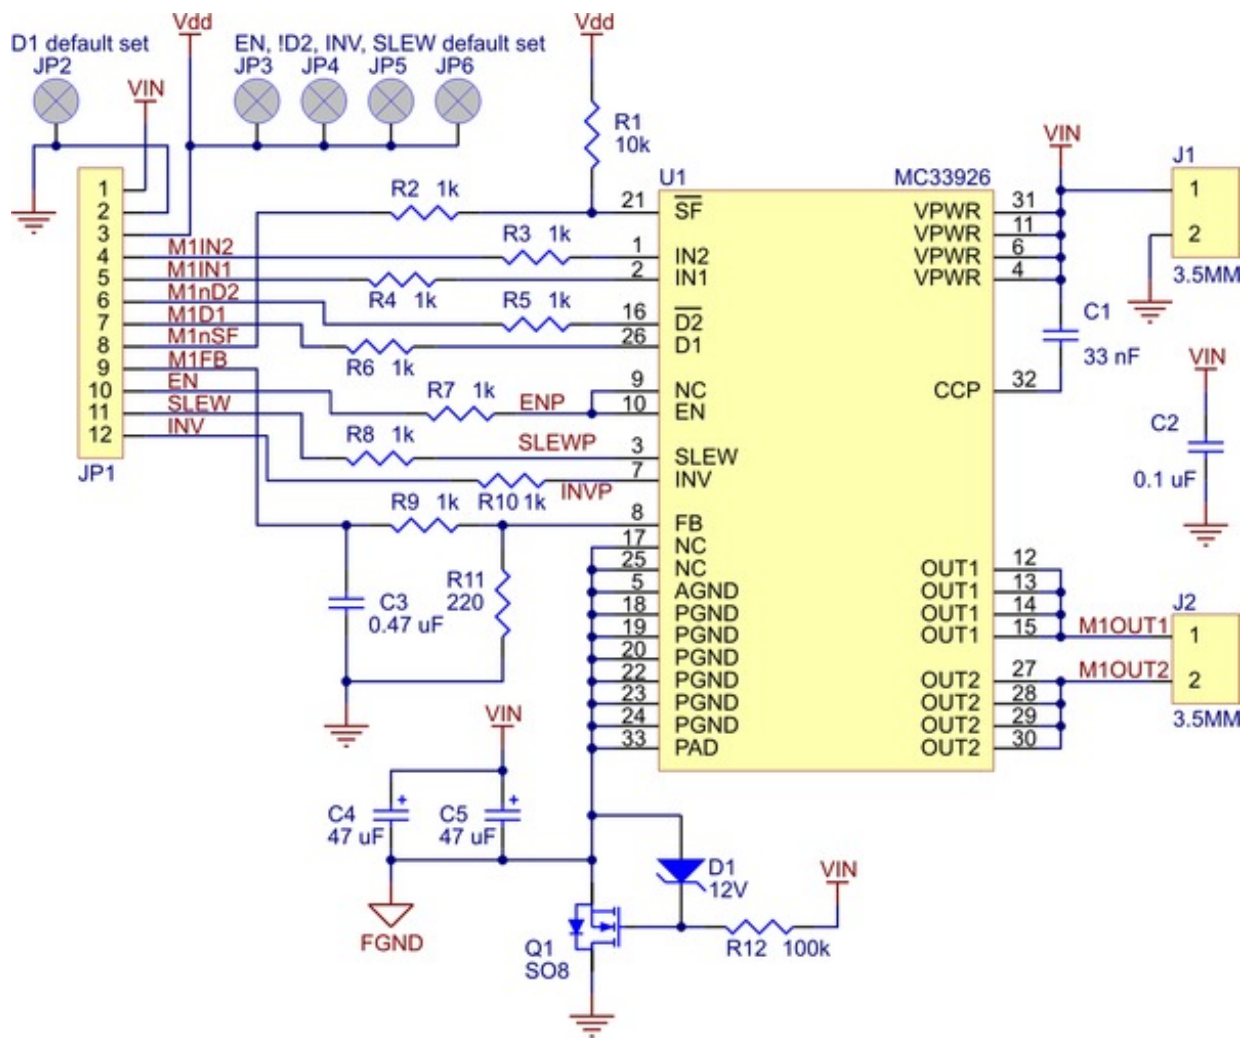 Vdd
Vdd
D1 default set
EN, !D2, INV, SLEW default set
JP2
JP3
JP4
JP5
JP6
VIN
R1
10k
VIN
J1
1
2
3.5MM
1
2
3
4
5
6
7
8
9
10
11
12
JP1
M1IN2
M1IN1
M1nD2
M1D1
M1nSF
M1FB
EN
SLEW
INV
R2 1k
R3 1k
R4 1k
R5 1k
R6 1k
R7 1k
ENP
R8 1k
SLEWP
R10 1k
INVP
R9 1k
R11
220
C3
0.47 uF
U1
MC33926
21 SF
1 IN2
2 IN1
16 D2
26 D1
9 NC
10 EN
3 SLEW
7 INV
8 FB
17 NC
25 NC
5 AGND
18 PGND
19 PGND
20 PGND
22 PGND
23 PGND
24 PGND
33 PAD
VPWR 31
VPWR 11
VPWR 6
VPWR 4
CCP 32
OUT1 12
OUT1 13
OUT1 14
OUT1 15
OUT2 27
OUT2 28
OUT2 29
OUT2 30
C1
33 nF
VIN
C2
0.1 uF
M1OUT1
M1OUT2
J2
1
2
3.5MM
VIN
C4
47 uF
+
C5
47 uF
+
FGND
D1
12V
VIN
R12 100k
Q1
SO8